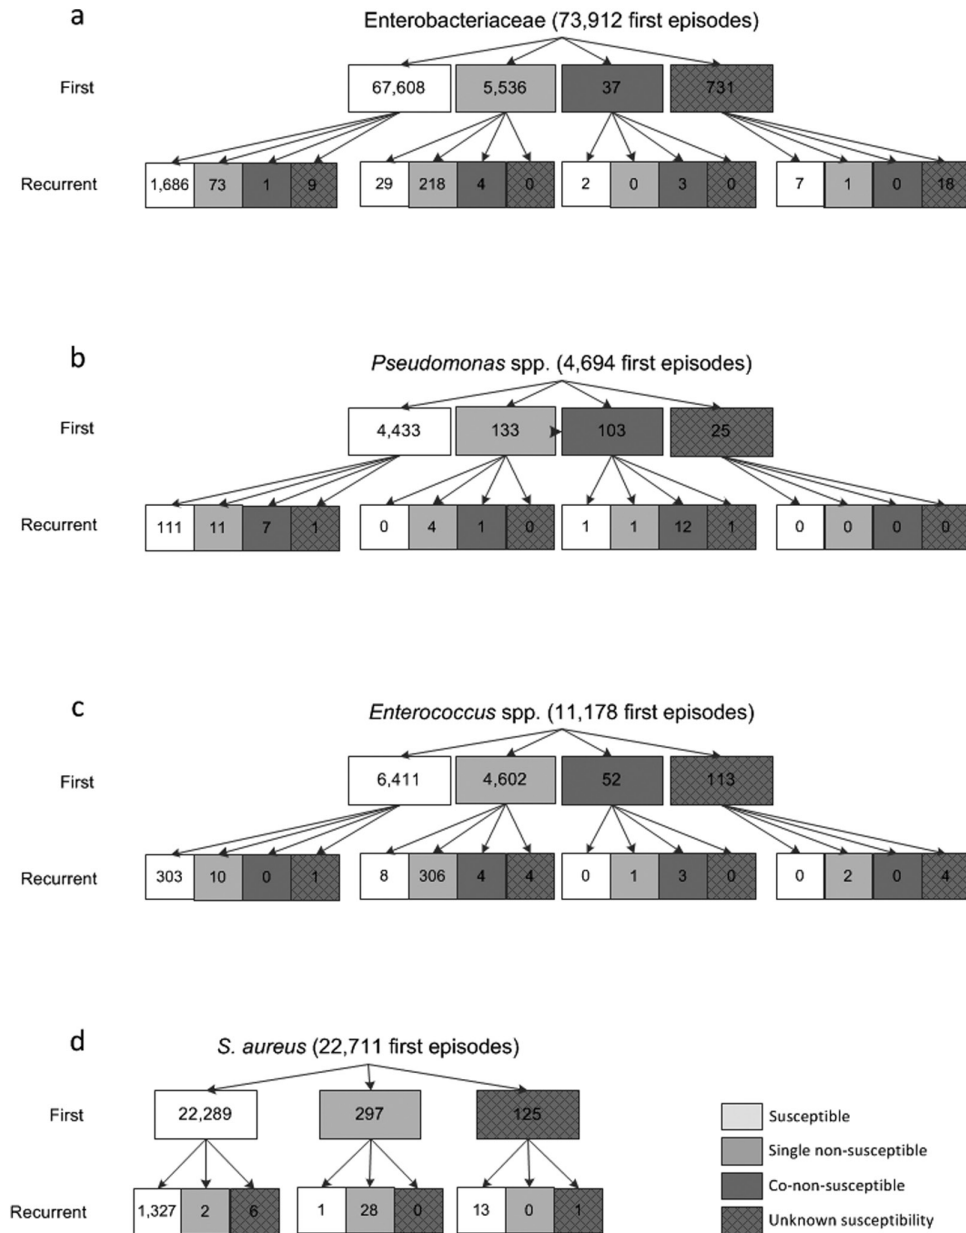 a
Enterobacteriaceae (73,912 first episodes)
First
67,608 5,536 37 731
Recurrent
1,686 73 1 9 29 218 4 0 2 0 3 0 7 1 0 18
b
Pseudomonas spp. (4,694 first episodes)
First
4,433 133 103 25
Recurrent
111 11 7 1 0 4 1 0 1 1 12 1 0 0 0 0
c
Enterococcus spp. (11,178 first episodes)
First
6,411 4,602 52 113
Recurrent
303 10 0 1 8 306 4 4 0 1 3 0 0 2 0 4
d
S. aureus (22,711 first episodes)
First
22,289 297 125
Recurrent
1,327 2 6 1 28 0 13 0 1
Susceptible
Single non-susceptible
Co-non-susceptible
Unknown susceptibility